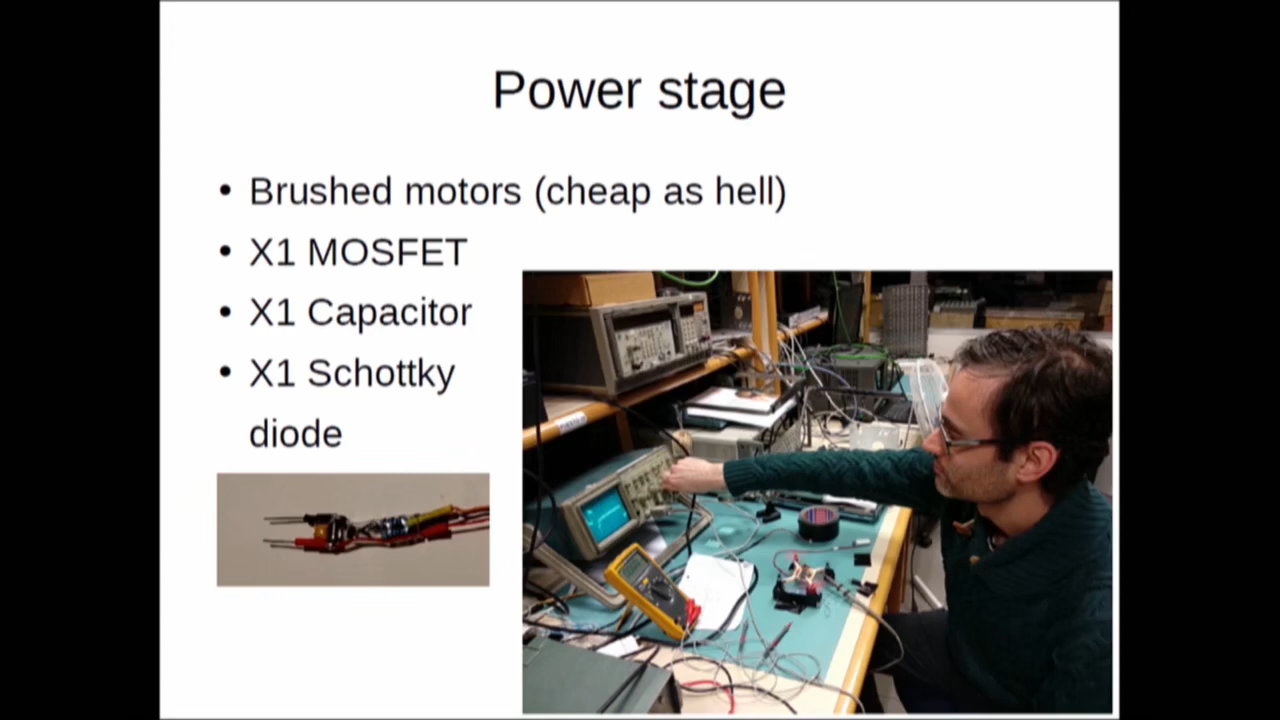 Power stage
• Brushed motors (cheap as hell)
• X1 MOSFET
• X1 Capacitor
• X1 Schottky
diode